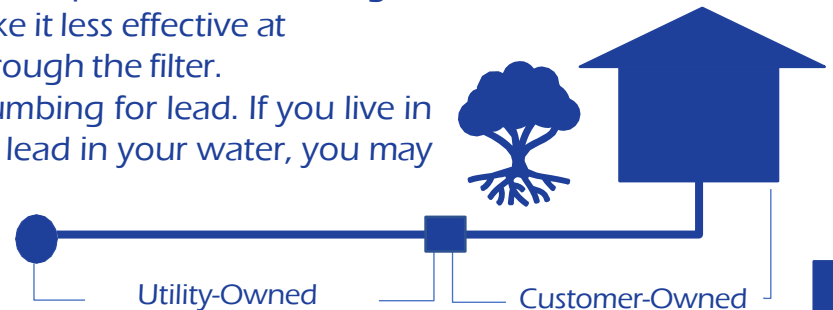 ke it less effective at
rough the filter.
umbing for lead. If you live in
lead in your water, you may
Utility-Owned
Customer-Owned